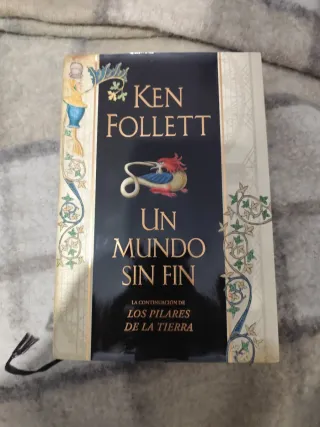 KEN
FOLLETT
UN
MUNDO
SIN FIN
LA CONTINUACIÓN DE
LOS PILARES
DE LA TIERRA